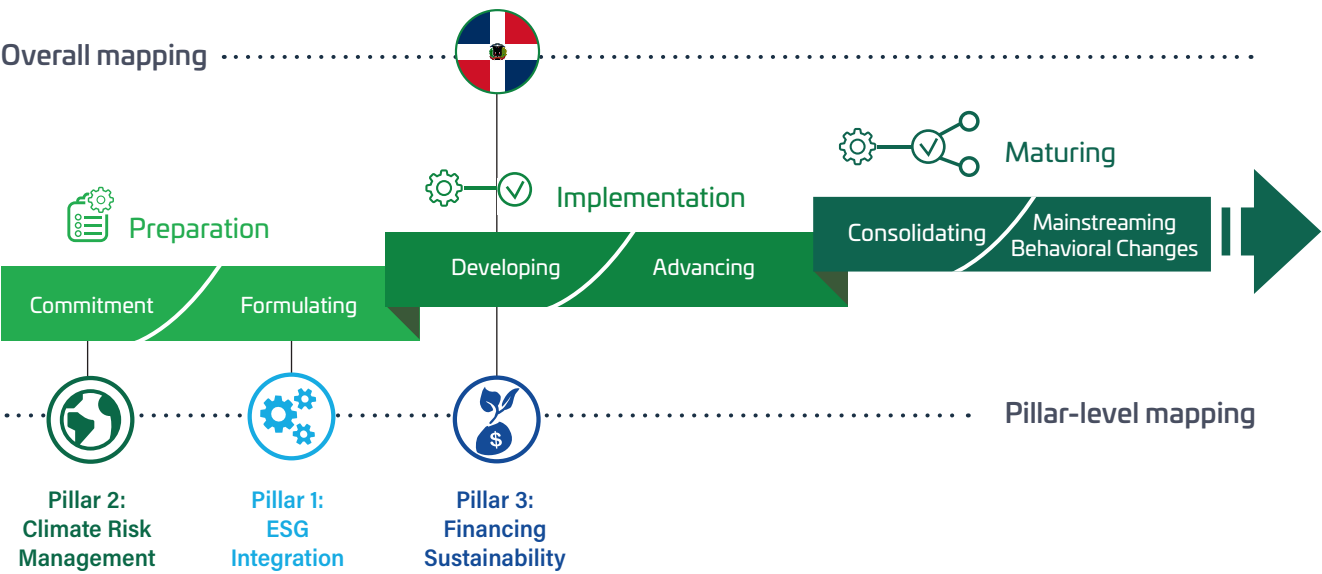 Overall mapping
Preparation
Implementation
Maturing
Commitment
Formulating
Developing
Advancing
Consolidating
Mainstreaming
Behavioral Changes
$
Pillar-level mapping
Pillar 2:
Climate Risk
Management
Pillar 1:
ESG
Integration
Pillar 3:
Financing
Sustainability